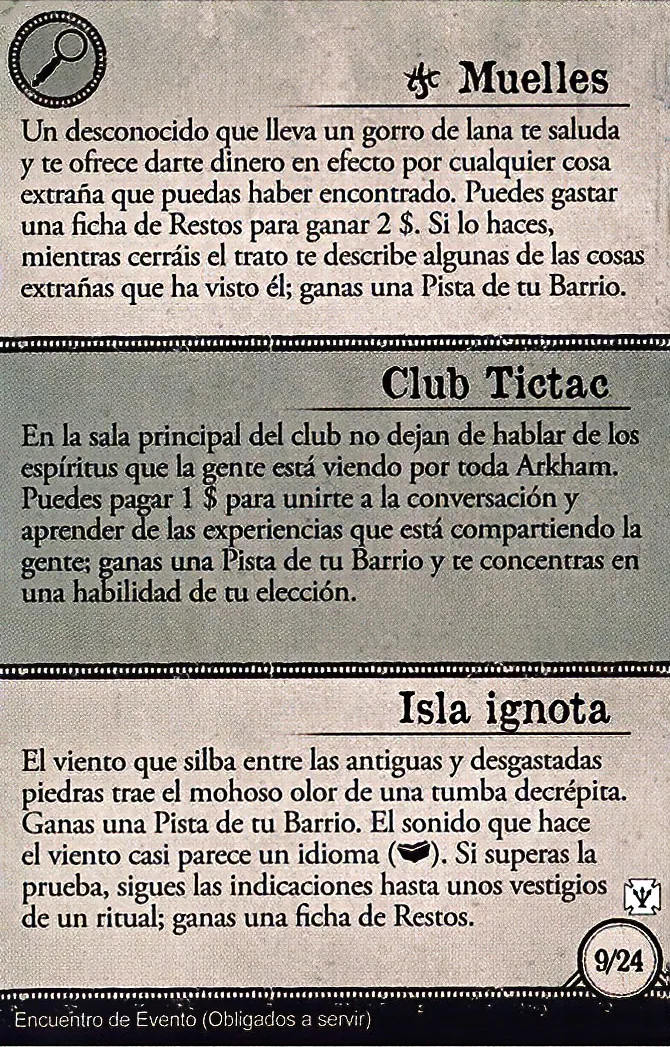 Muelles
Un desconocido que lleva un gorro de lana te saluda
y te ofrece darte dinero en efecto por cualquier cosa
extraña que puedas haber encontrado. Puedes gastar
una ficha de Restos para ganar 2 $. Si lo haces,
mientras cerráis el trato te describe algunas de las cosas
extrañas que ha visto él; ganas una Pista de tu Barrio.
Club Tictac
En la sala principal del club no dejan de hablar de los
espíritus que la gente está viendo por toda Arkham.
Puedes pagar 1 $ para unirte a la conversación y
aprender de las experiencias que está compartiendo la
gente; ganas una Pista de tu Barrio y te concentras en
una habilidad de tu elección.
Isla ignota
El viento que silba entre las antiguas y desgastadas
piedras trae el mohoso olor de una tumba decrépita.
Ganas una Pista de tu Barrio. El sonido que hace
el viento casi parece un idioma (). Si superas la
prueba, sigues las indicaciones hasta unos vestigios
de un ritual; ganas una ficha de Restos.
9/24
Encuentro de Evento (Obligados a servir)